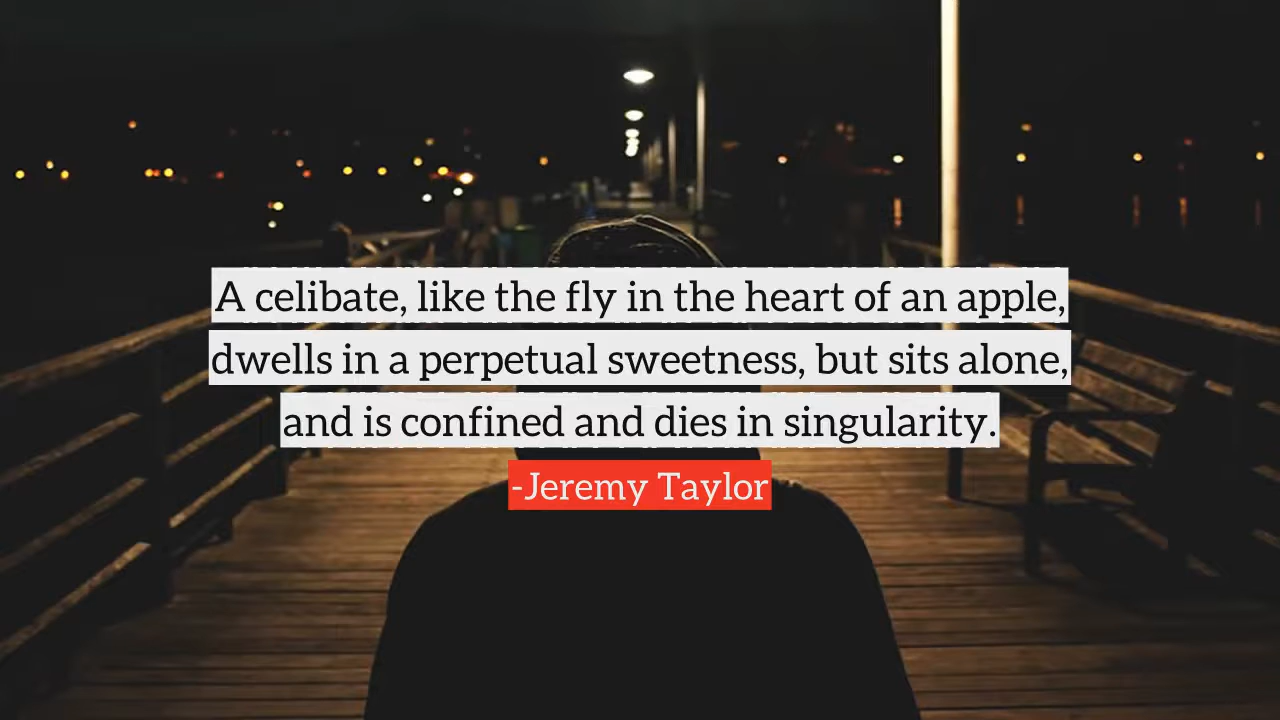 A celibate, like the fly in the heart of an apple,
dwells in a perpetual sweetness, but sits alone,
and is confined and dies in singularity.
-Jeremy Taylor